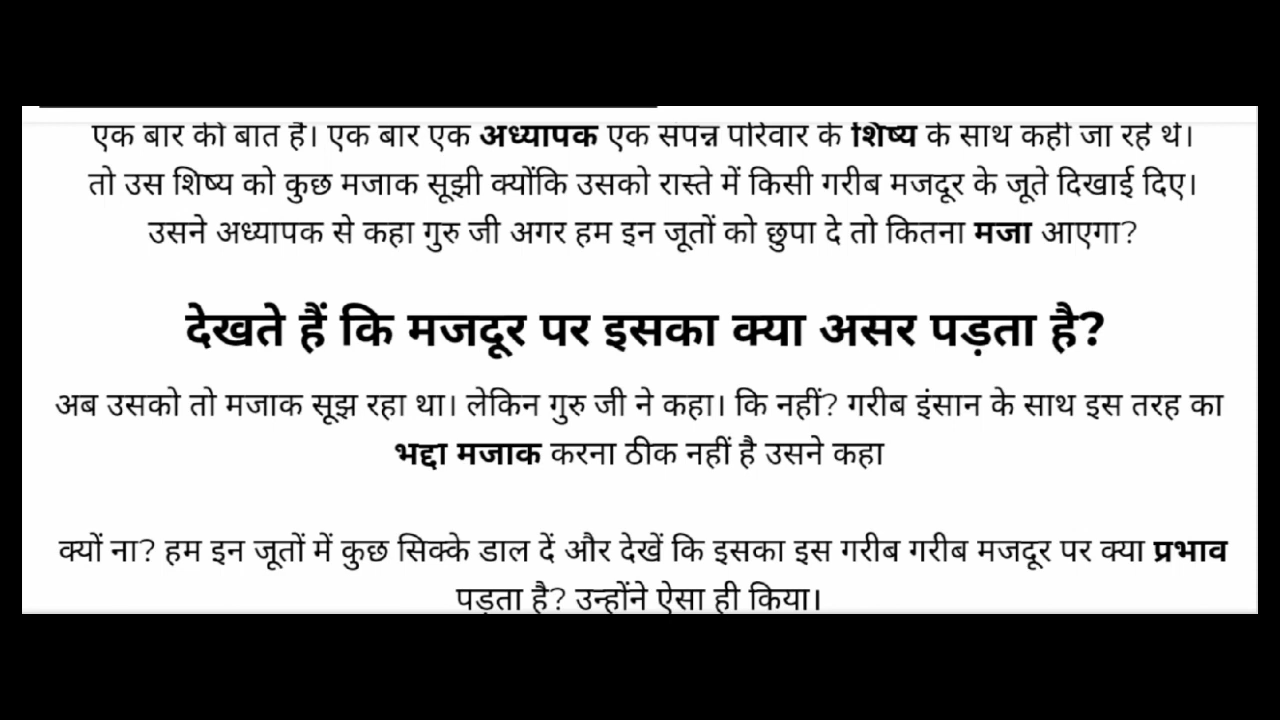 एक बार की बात है। एक बार एक अध्यापक एक संपन्न परिवार के शिष्य के साथ कहीं जा रहे थे।
तो उस शिष्य को कुछ मजाक सूझी क्योंकि उसको रास्ते में किसी गरीब मजदूर के जूते दिखाई दिए।
उसने अध्यापक से कहा गुरु जी अगर हम इन जूतों को छुपा दे तो कितना मजा आएगा?
देखते हैं कि मजदूर पर इसका क्या असर पड़ता है?
अब उसको तो मजाक सूझ रहा था। लेकिन गुरु जी ने कहा। कि नहीं? गरीब इंसान के साथ इस तरह का
भद्दा मजाक करना ठीक नहीं है उसने कहा
क्यों ना? हम इन जूतों में कुछ सिक्के डाल दें और देखें कि इसका इस गरीब गरीब मजदूर पर क्या प्रभाव
पड़ता है? उन्होंने ऐसा ही किया।